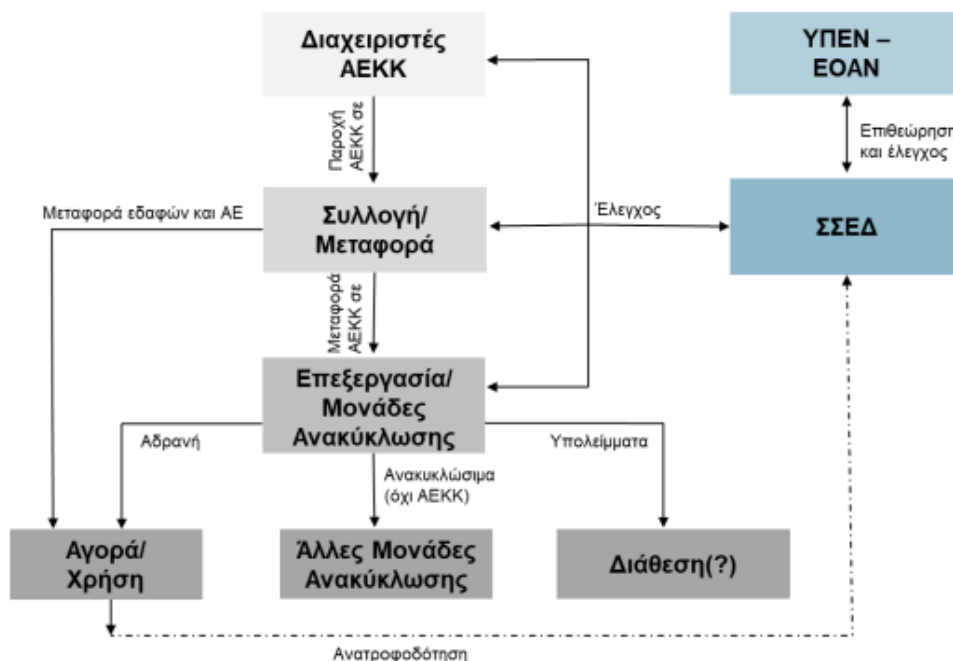 Διαχειριστές
ΑΕΚΚ
ΥΠΕΝ –
ΕΟΑΝ
Παροχή
ΑΕΚΚ σε
Επιθεώρηση
και έλεγχος
Μεταφορά εδαφών και ΑΕ
Συλλογή/
Μεταφορά
Έλεγχος
ΣΣΕΔ
Μεταφορά
ΑΕΚΚ σε
Επεξεργασία/
Μονάδες
Ανακύκλωσης
Αδρανή
Υπολείμματα
Ανακυκλώσιμα
(όχι ΑΕΚΚ)
Αγορά/
Χρήση
Άλλες Μονάδες
Ανακύκλωσης
Διάθεση(?)
Ανατροφοδότηση